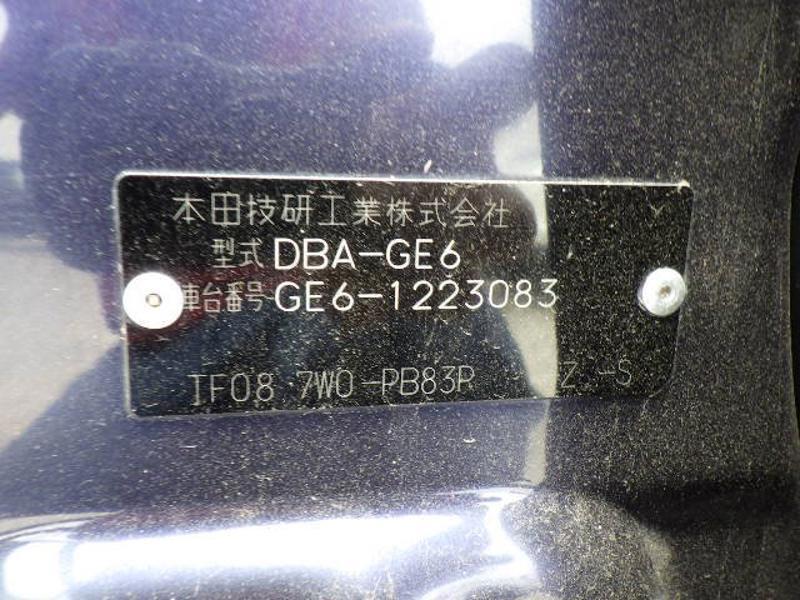 本田技研工業株式会社
型式 DBA-GE6
車台番号 GE6-1223083
TF08 7W0-PB83P Z -S